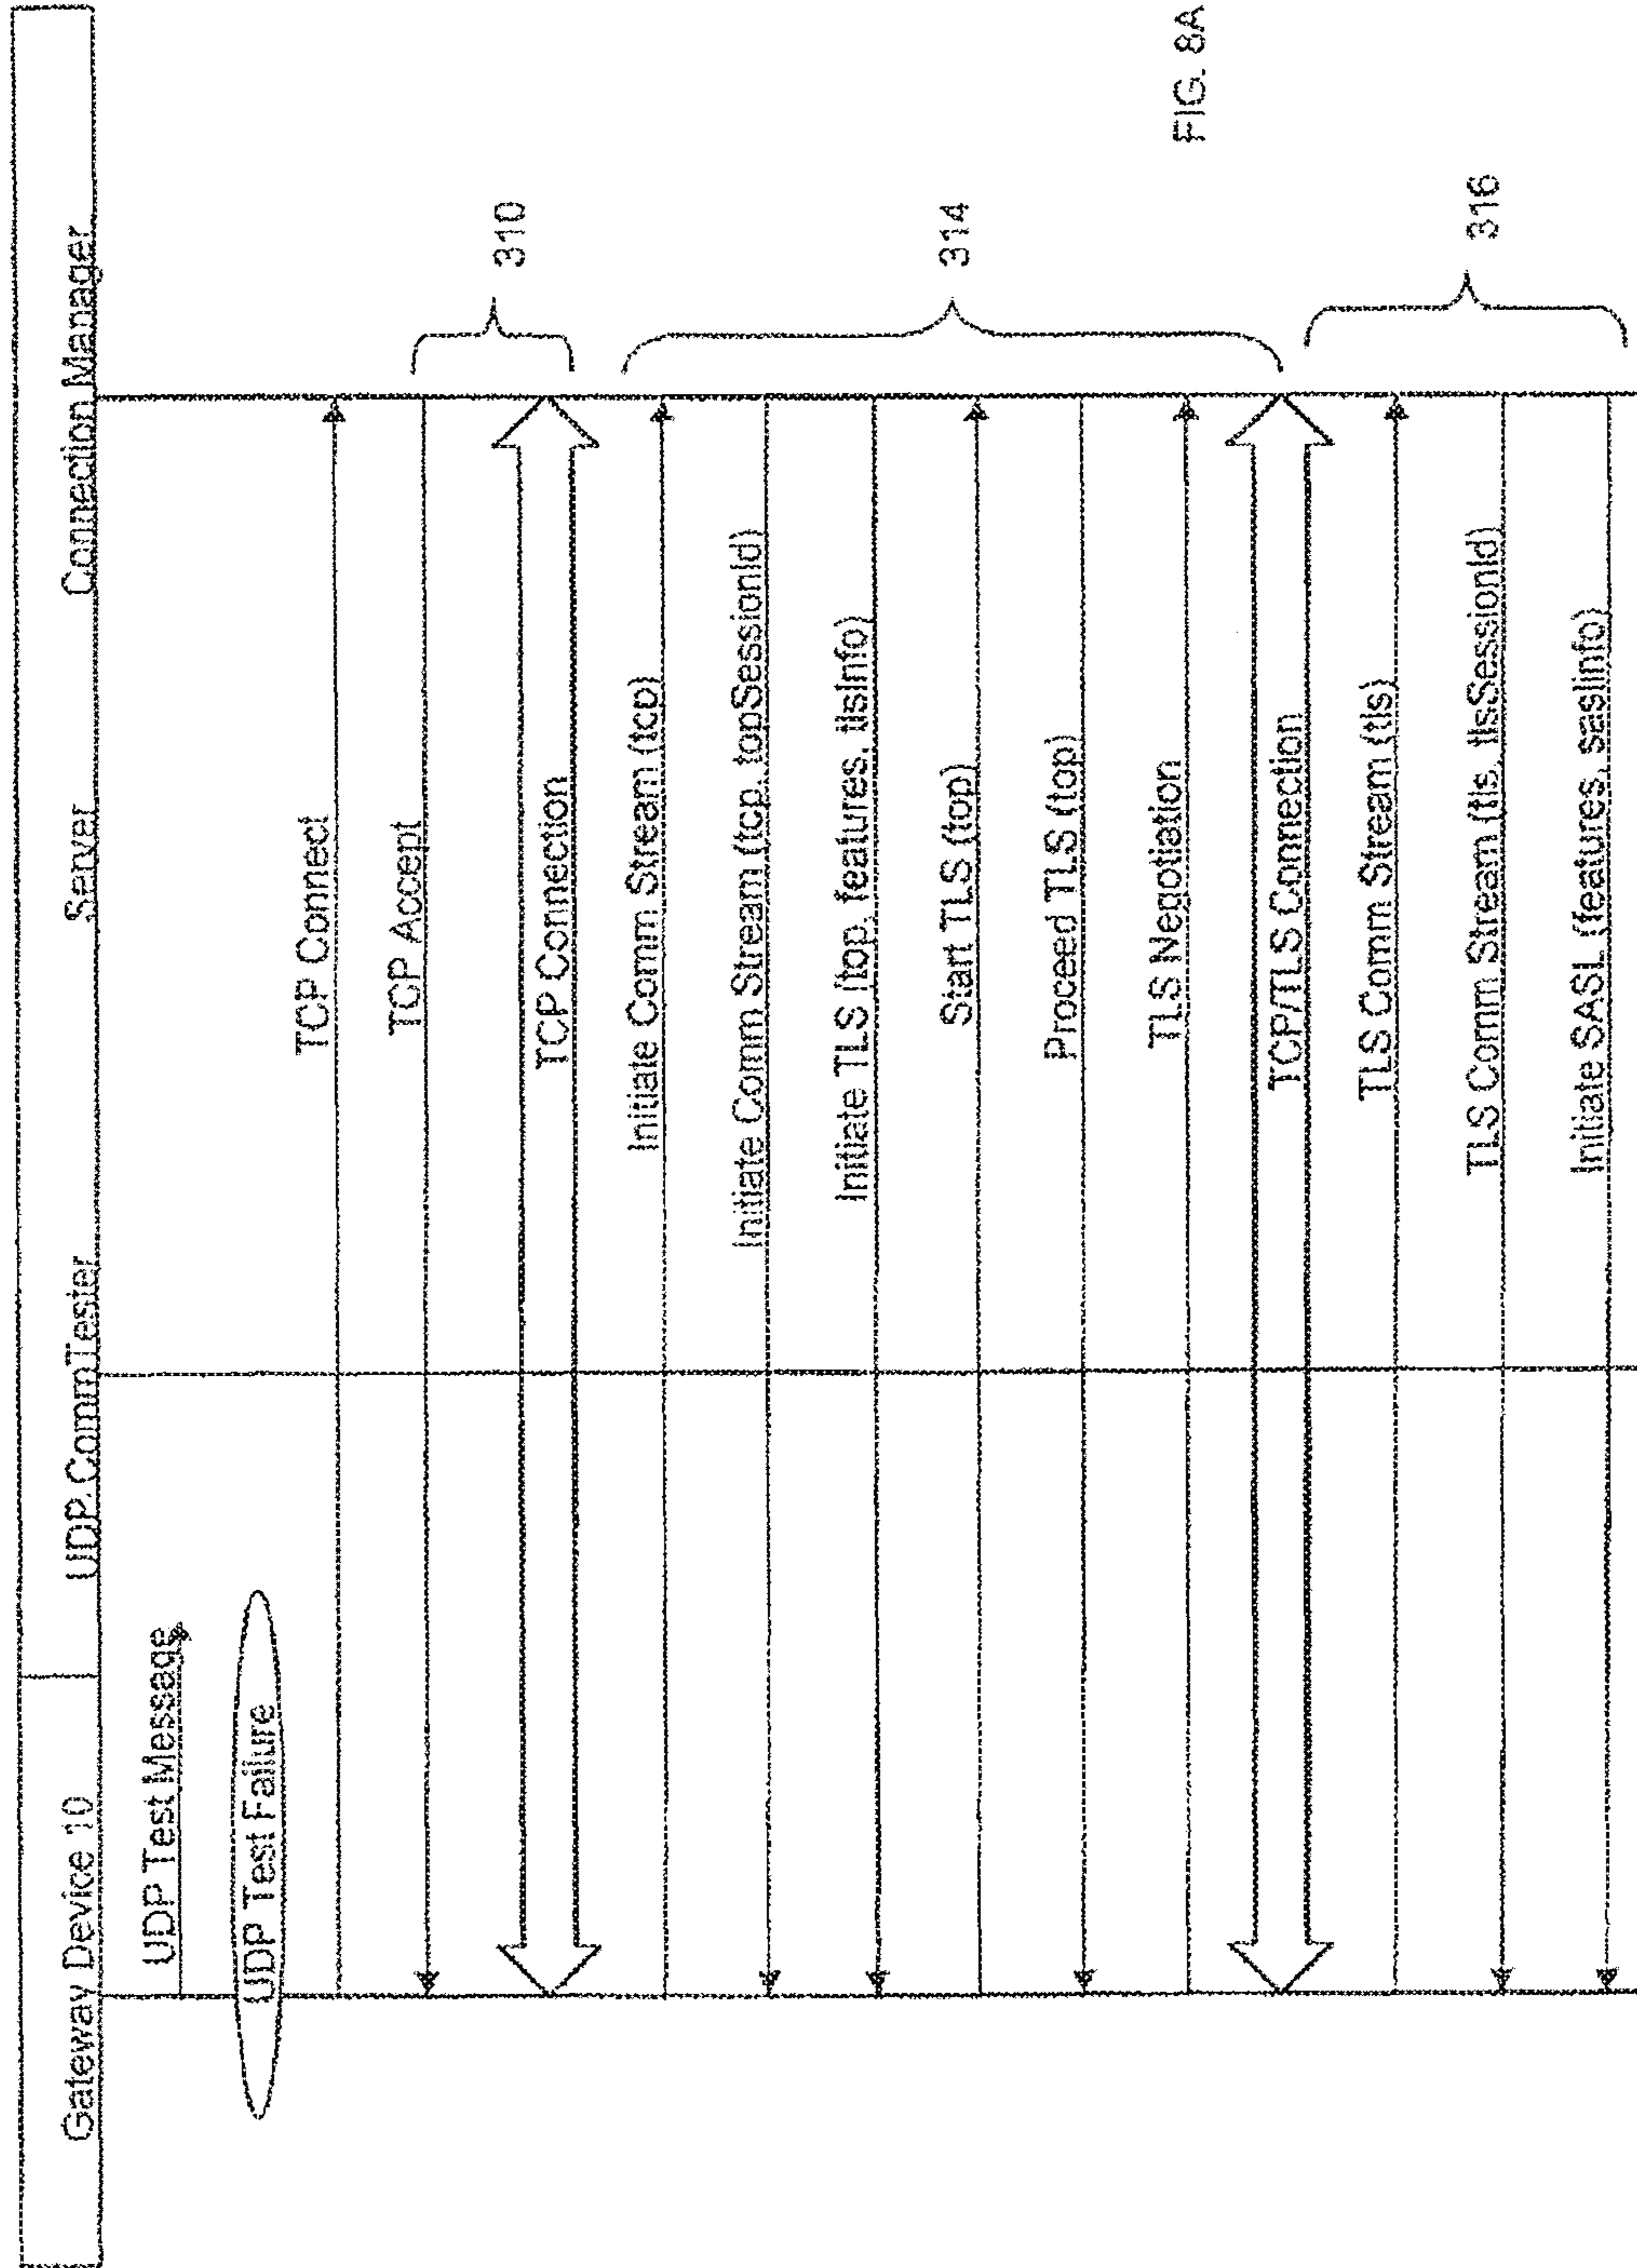 Gateway Device 10
UDP CommTester
Server
Connection Manager
UDP Test Message
UDP Test Failure
TCP Connect
TCP Accept
TCP Connection
310
Initiate Comm Stream (tcp)
Initiate Comm Stream (tcp, tcpSessionId)
Initiate TLS (tcp, features, tlsInfo)
Start TLS (tcp)
Proceed TLS (tcp)
TLS Negotiation
TCP/TLS Connection
314
TLS Comm Stream (tls)
TLS Comm Stream (tls, tlsSessionId)
Initiate SASL (features, saslInfo)
316
FIG. 8A